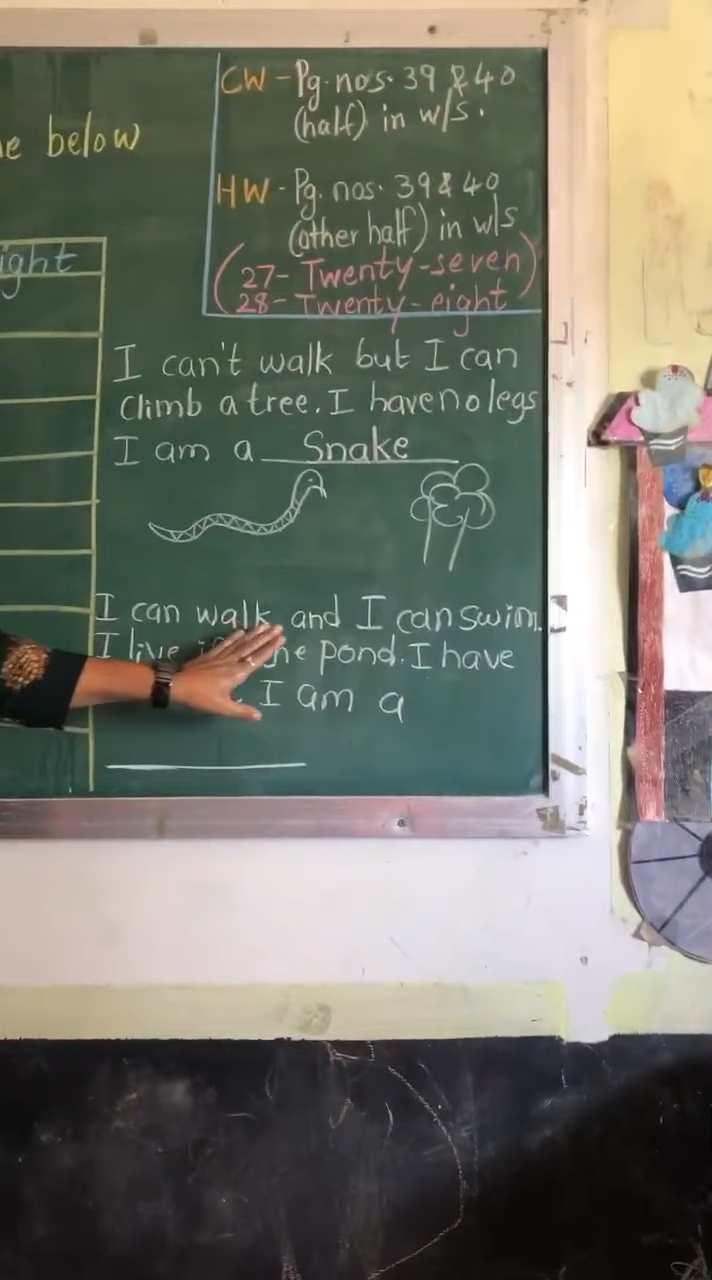 CW - Pg. nos. 39 & 40
(half) in w/s.
HW - Pg. nos. 39 & 40
(other half) in w/s
(27 - Twenty-seven)
28 - Twenty-eight
below
ight
I can't walk but I can
climb a tree. I have no legs
I am a Snake
I can walk and I can swim.
I live pond. I have
I am a